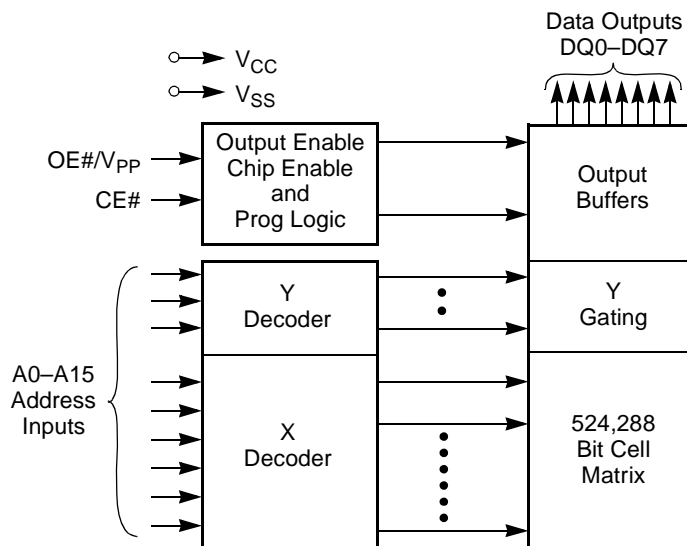 Data Outputs
DQ0–DQ7
VCC
VSS
OE#/VPP
CE#
Output Enable
Chip Enable
and
Prog Logic
Output
Buffers
Y
Decoder
Y
Gating
A0–A15
Address
Inputs
X
Decoder
524,288
Bit Cell
Matrix